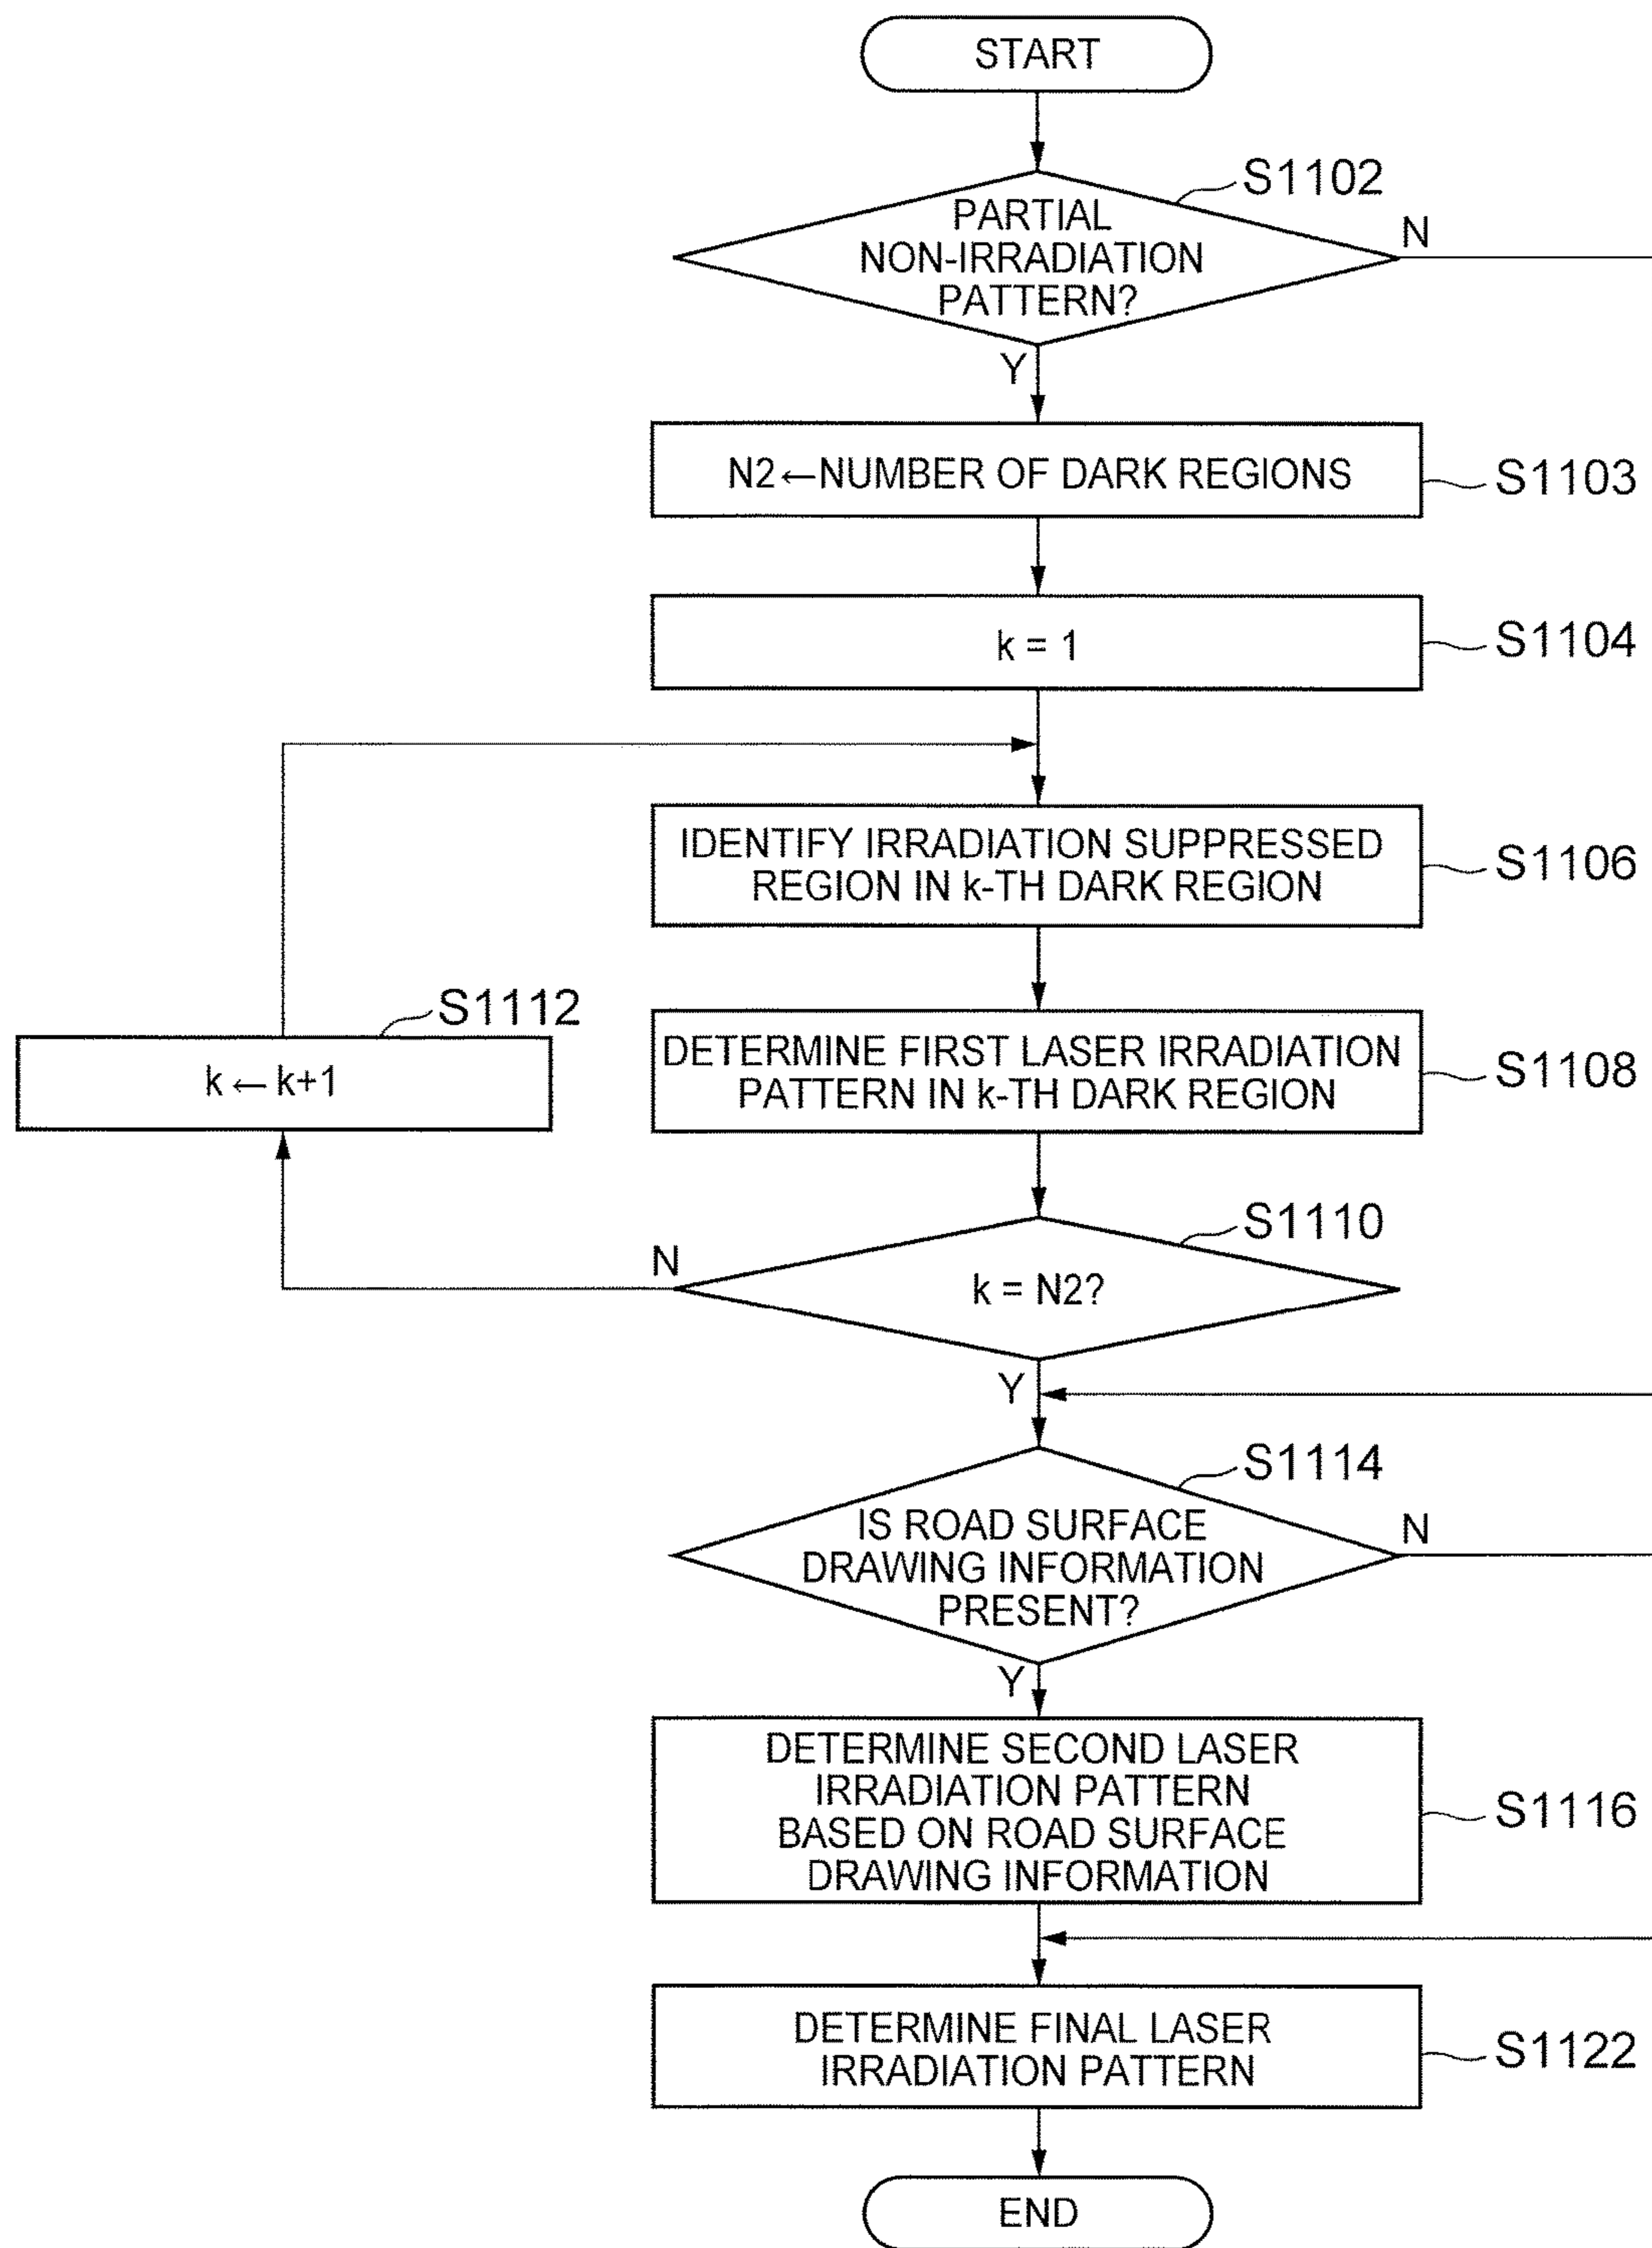 START
S1102
PARTIAL
NON-IRRADIATION
PATTERN?
N
Y
N2←NUMBER OF DARK REGIONS
S1103
k = 1
S1104
IDENTIFY IRRADIATION SUPPRESSED
REGION IN k-TH DARK REGION
S1106
S1112
k ← k+1
DETERMINE FIRST LASER IRRADIATION
PATTERN IN k-TH DARK REGION
S1108
S1110
N
k = N2?
Y
S1114
IS ROAD SURFACE
DRAWING INFORMATION
PRESENT?
N
Y
DETERMINE SECOND LASER
IRRADIATION PATTERN
BASED ON ROAD SURFACE
DRAWING INFORMATION
S1116
DETERMINE FINAL LASER
IRRADIATION PATTERN
S1122
END